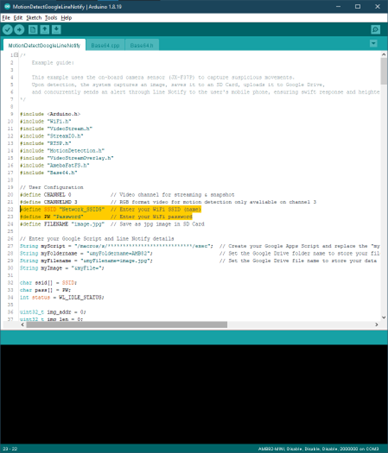 MotionDetectGoogleLineNotify | Arduino 1.8.19
File Edit Sketch Tools Help
MotionDetectGoogleLineNotify Base64.cpp Base64.h
1 /*
2
3 Example guide:
4
5 This example uses the on-board camera sensor (JX-F37P) to capture suspicious movements.
6 Upon detection, the system captures an image, saves it to an SD Card, uploads it to Google Drive,
and concurrently sends an alert through Line Notify to the user's mobile phone, ensuring swift response and heighte
7 */
8
9 #include <Arduino.h>
10 #include "WiFi.h"
11 #include "VideoStream.h"
12 #include "StreamIO.h"
13 #include "RTSP.h"
14 #include "MotionDetection.h"
15 #include "VideoStreamOverlay.h"
16 #include "AmebaFatFS.h"
17 #include "Base64.h"
18
19 // User Configuration
20 #define CHANNEL 0 // Video channel for streaming & snapshot
21 #define CHANNELMD 3 // RGB format video for motion detection only available on channel 3
22 #define SSID "Network_SSID" // Enter your WiFi SSID (name)
23 #define PW "Password" // Enter your WiFi password
24 #define FILENAME "image.jpg" // Save as jpg image in SD Card
25
26 // Enter your Google Script and Line Notify details
28 // Create your Google Apps Script and replace the "my
29 String myFoldername = "&myFoldername=AMB82"; // Set the Google Drive folder name to store your fil
30 String myFilename = "&myFilename=image.jpg"; // Set the Google Drive file name to store your data
31 String myImage = "&myFile=";
32 char ssid[] = SSID;
33 char pass[] = PW;
34 int status = WL_IDLE_STATUS;
35
36 uint32_t img_addr = 0;
37 uint32_t img_len = 0;
22 - 23 AMB82-MINI, Disable, Disable, Disable, 2000000 on COM3